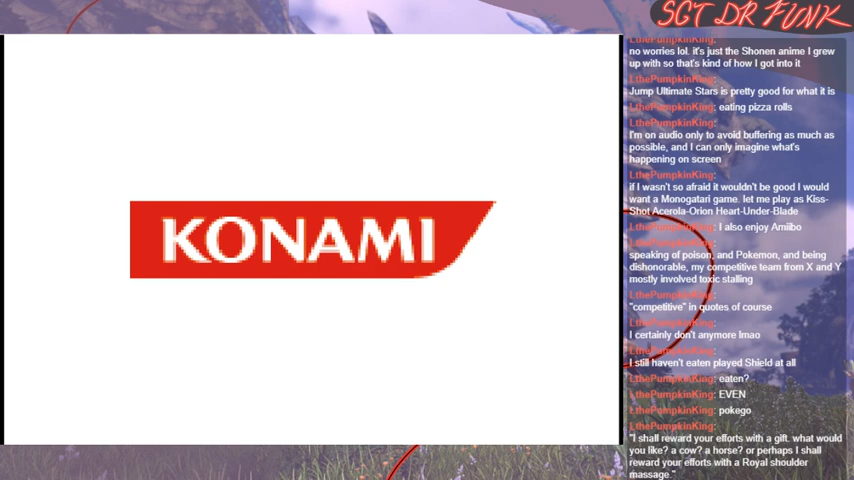 SGT DR FUNK
KONAMI
LthePumpkinKing:
no worries lol. it's just the Shonen anime I grew
up with so that's kind of how I got into it
LthePumpkinKing:
Jump Ultimate Stars is pretty good for what it is
LthePumpkinKing: eating pizza rolls
LthePumpkinKing:
I'm on audio only to avoid buffering as much as
possible, and I can only imagine what's
happening on screen
LthePumpkinKing:
if I wasn't so afraid it wouldn't be good I would
want a Monogatari game. let me play as Kiss-
Shot Acerola-Orion Heart-Under-Blade
LthePumpkinKing: I also enjoy Amiibo
LthePumpkinKing:
speaking of poison, and Pokemon, and being
dishonorable, my competitive team from X and Y
mostly involved toxic stalling
LthePumpkinKing:
"competitive" in quotes of course
LthePumpkinKing:
I certainly don't anymore lmao
LthePumpkinKing:
I still haven't eaten played Shield at all
LthePumpkinKing: eaten?
LthePumpkinKing: EVEN
LthePumpkinKing: pokego
LthePumpkinKing:
"I shall reward your efforts with a gift. what would
you like? a cow? a horse? or perhaps I shall
reward your efforts with a Royal shoulder
massage."